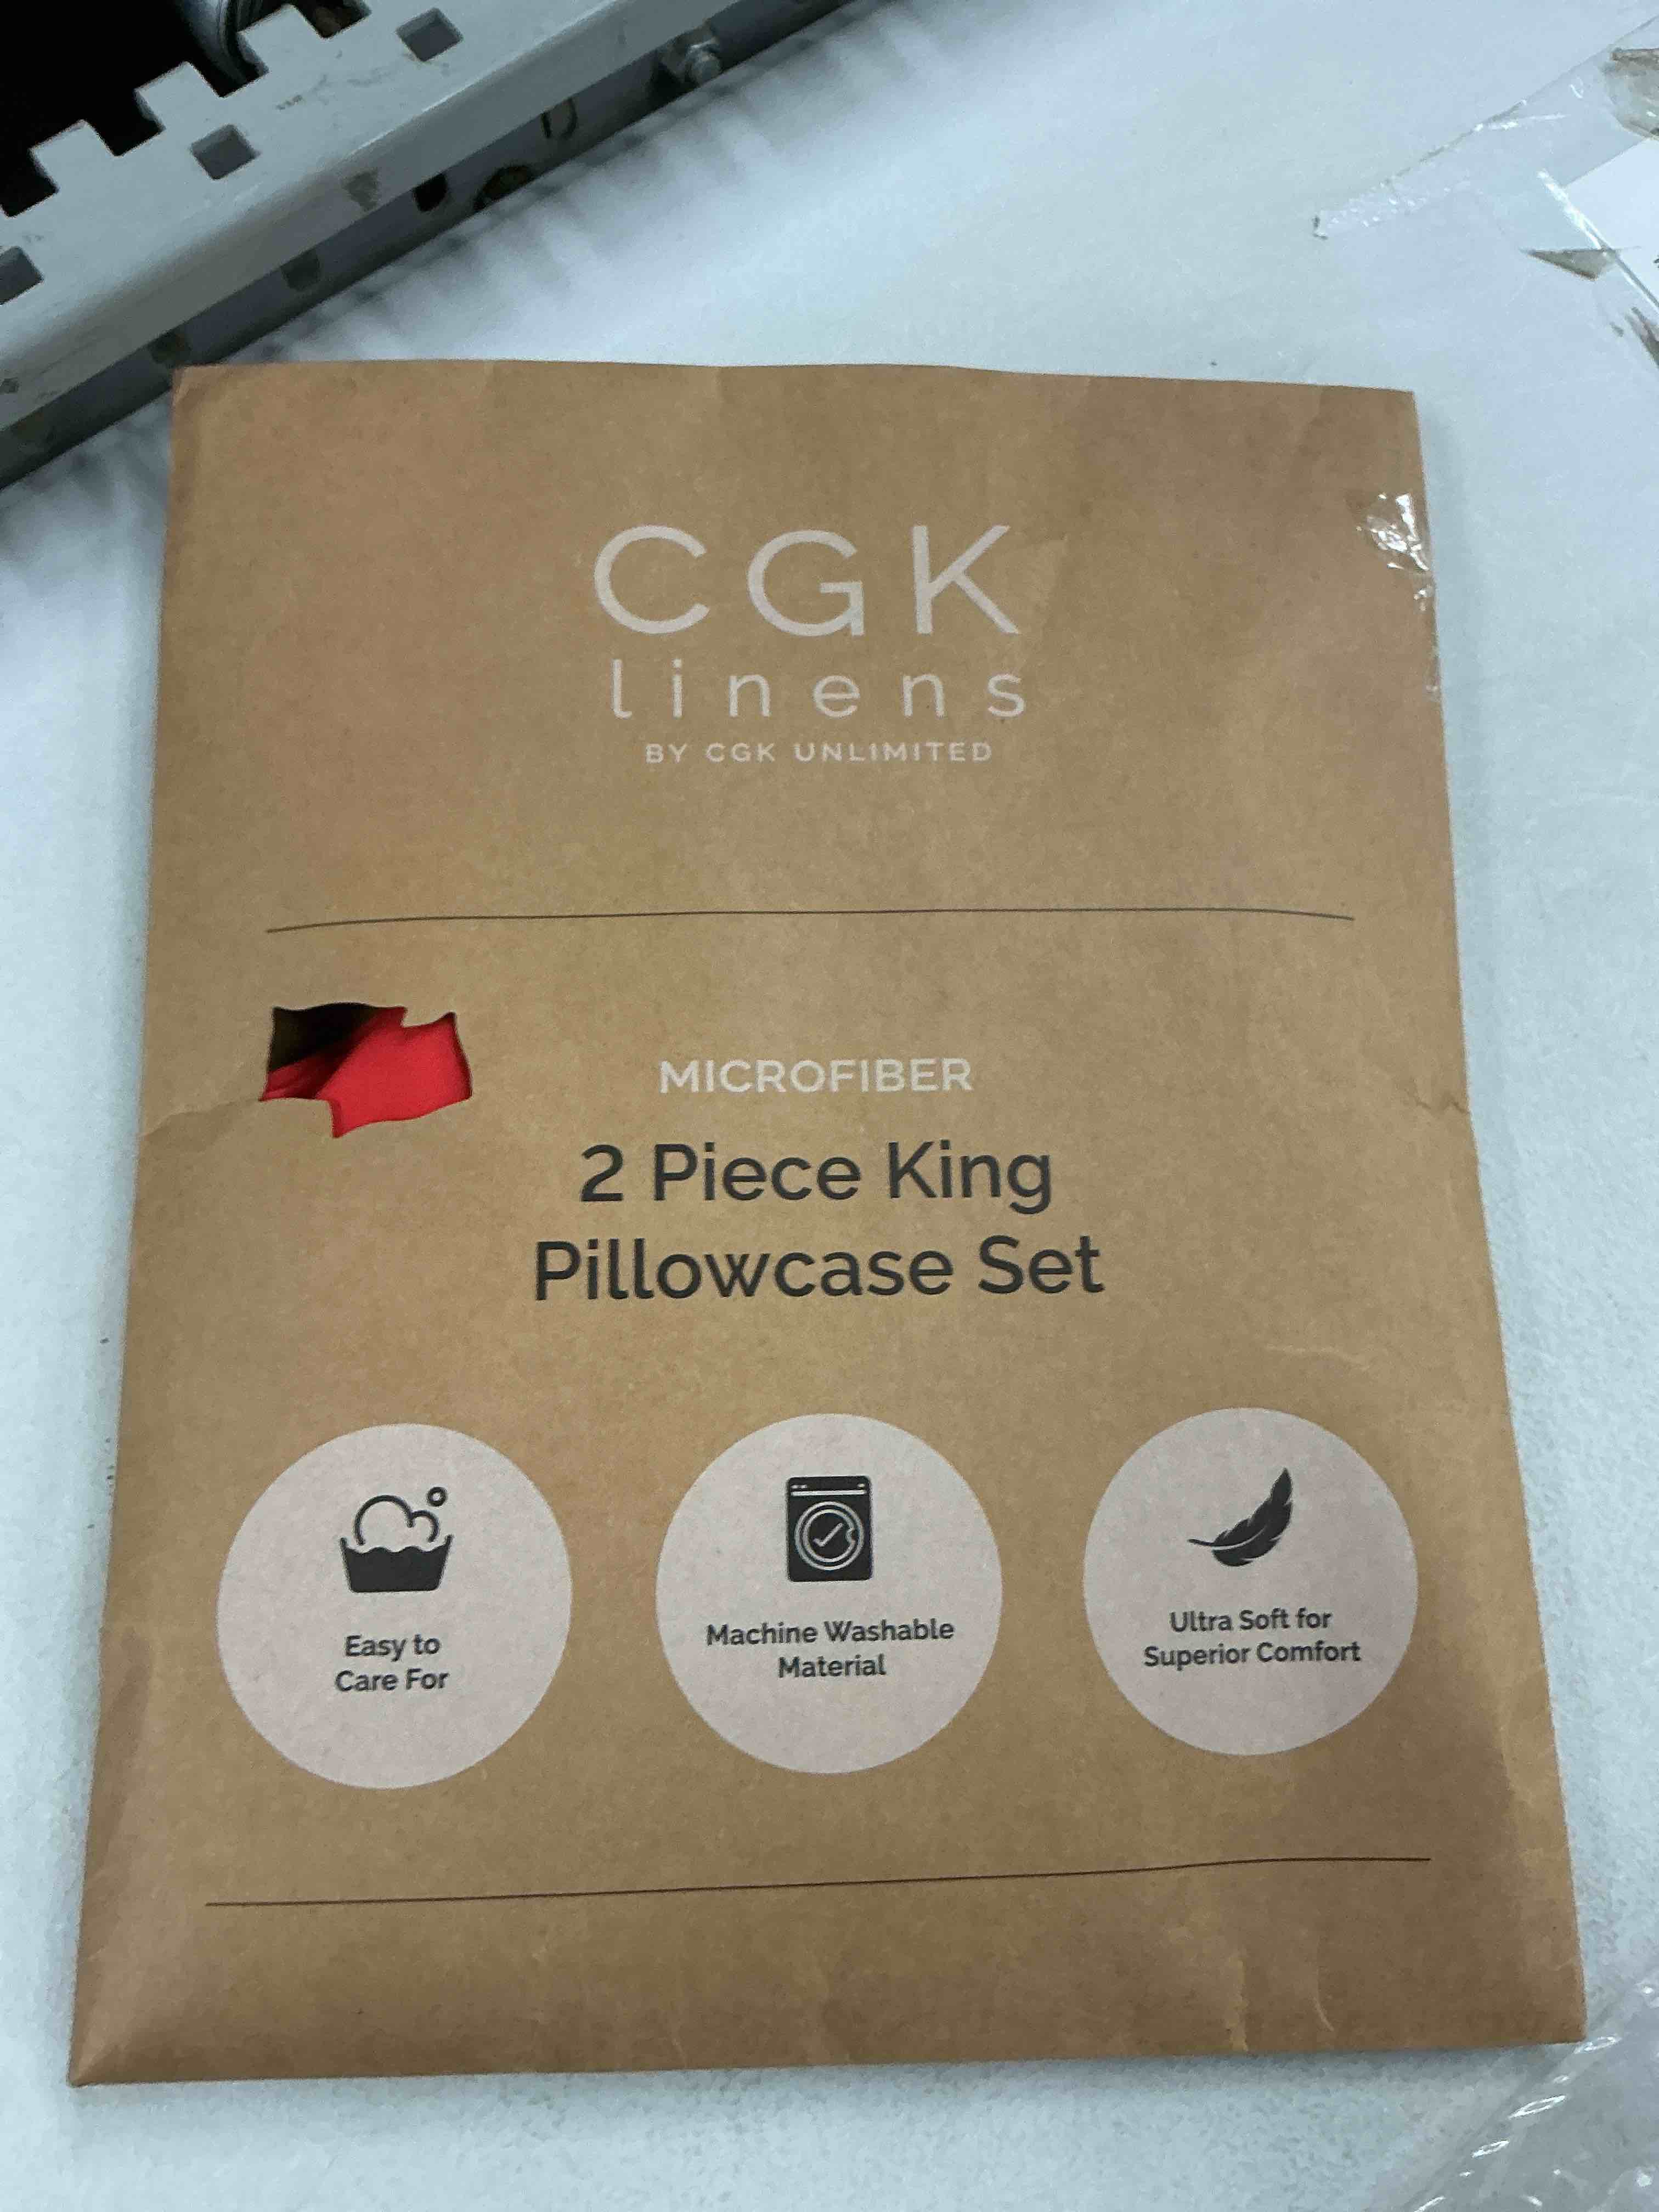 CGK
linens
BY CGK UNLIMITED
MICROFIBER
2 Piece King
Pillowcase Set
Easy to
Care For
Machine Washable
Material
Ultra Soft for
Superior Comfort